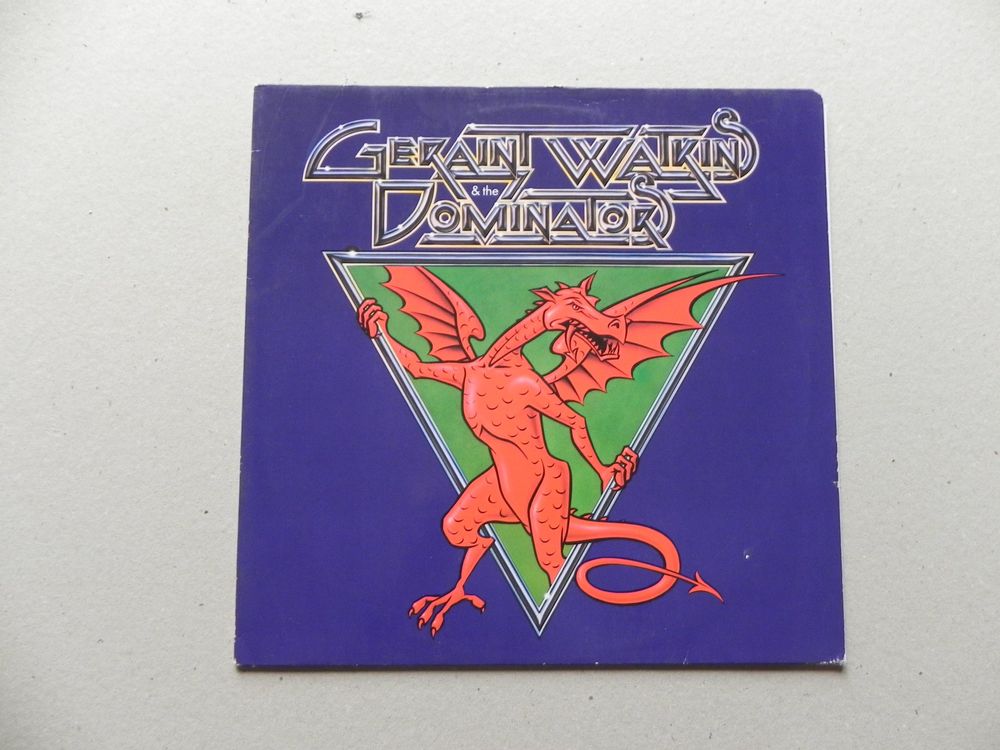 GERAINT WATKINS
& the
DOMINATORS